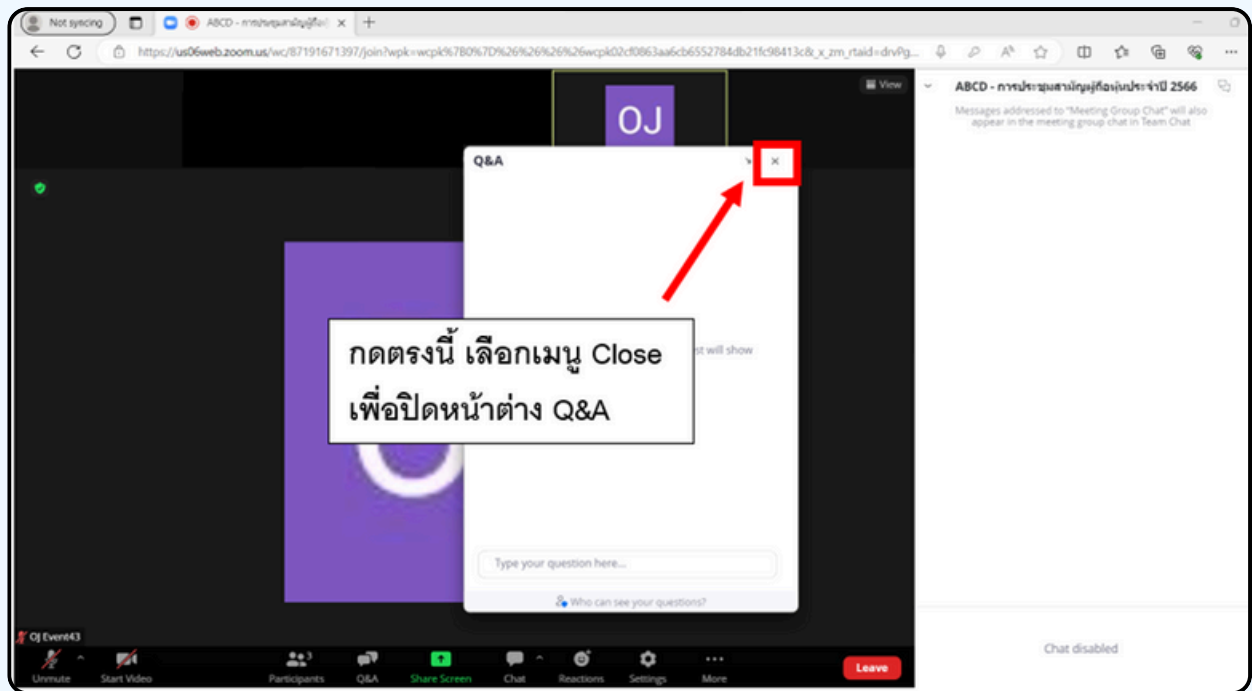 Not syncing
ABCD - การประชุมสามัญผู้ถือหุ้
https://us06web.zoom.us/wc/87191671397/join?wpk=wcpk%7B0%7D%26%26%26%26wcpk02cf0863aa6cb6552784db21fc98413c&_x_zm_rtaid=drvPg...
View
ABCD - การประชุมสามัญผู้ถือหุ้นประจำปี 2566
Messages addressed to "Meeting Group Chat" will also
appear in the meeting group chat in Team Chat
OJ
Q&A
กดตรงนี้ เลือกเมนู Close
เพื่อปิดหน้าต่าง Q&A
st will show
Type your question here...
Who can see your questions?
OJ Event43
3
Unmute
Start Video
Participants
Q&A
Share Screen
Chat
Reactions
Settings
More
Leave
Chat disabled